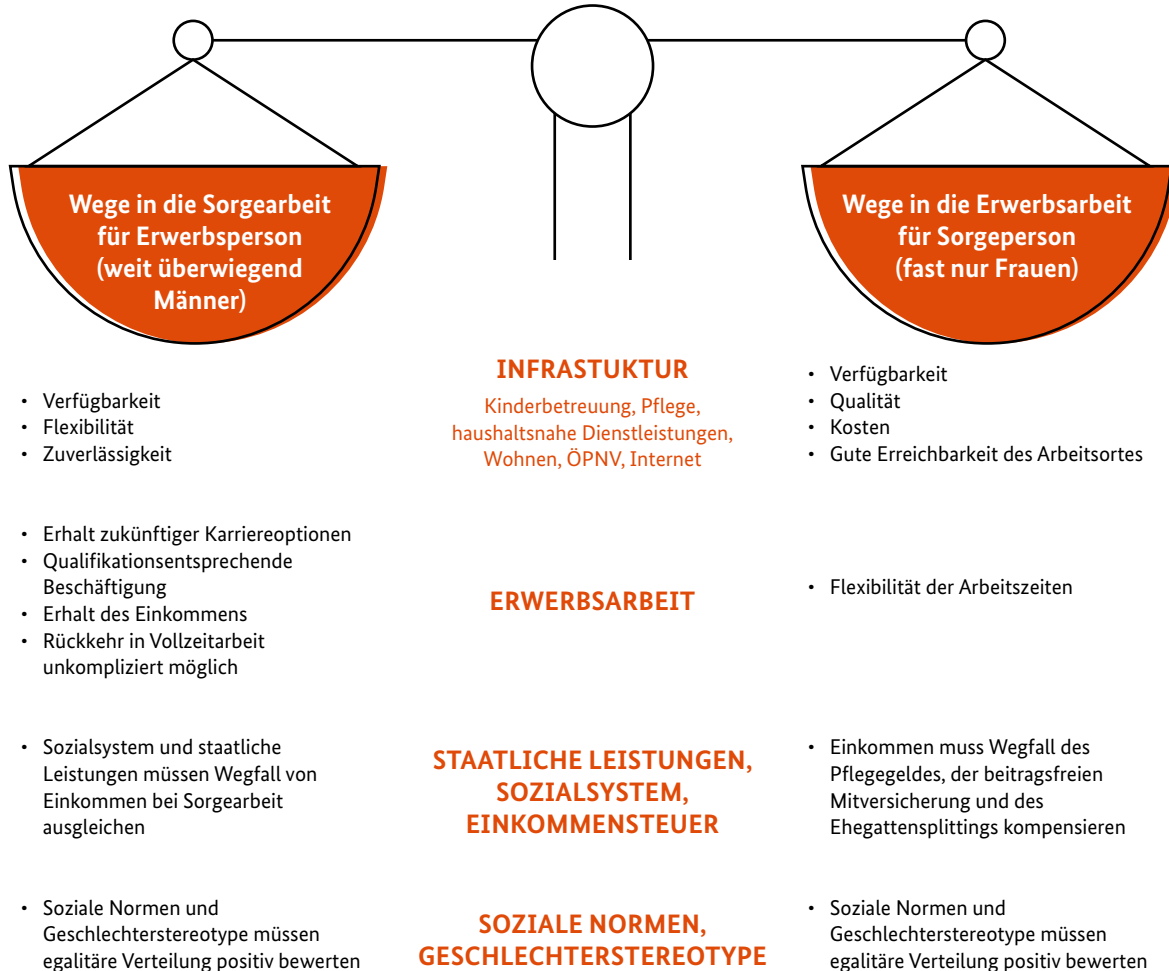 Wege in die Sorgearbeit
für Erwerbsperson
(weit überwiegend
Männer)
Wege in die Erwerbsarbeit
für Sorgeperson
(fast nur Frauen)
• Verfügbarkeit
• Flexibilität
• Zuverlässigkeit
INFRASTUKTUR
Kinderbetreuung, Pflege,
haushaltsnahe Dienstleistungen,
Wohnen, ÖPNV, Internet
• Verfügbarkeit
• Qualität
• Kosten
• Gute Erreichbarkeit des Arbeitsortes
• Erhalt zukünftiger Karriereoptionen
• Qualifikationsentsprechende
Beschäftigung
• Erhalt des Einkommens
• Rückkehr in Vollzeitarbeit
unkompliziert möglich
ERWERBSARBEIT
• Flexibilität der Arbeitszeiten
• Sozialsystem und staatliche
Leistungen müssen Wegfall von
Einkommen bei Sorgearbeit
ausgleichen
STAATLICHE LEISTUNGEN,
SOZIALSYSTEM,
EINKOMMENSTEUER
• Einkommen muss Wegfall des
Pflegegeldes, der beitragsfreien
Mitversicherung und des
Ehegattensplittings kompensieren
• Soziale Normen und
Geschlechterstereotype müssen
egalitäre Verteilung positiv bewerten
SOZIALE NORMEN,
GESCHLECHTERSTEREOTYPE
• Soziale Normen und
Geschlechterstereotype müssen
egalitäre Verteilung positiv bewerten